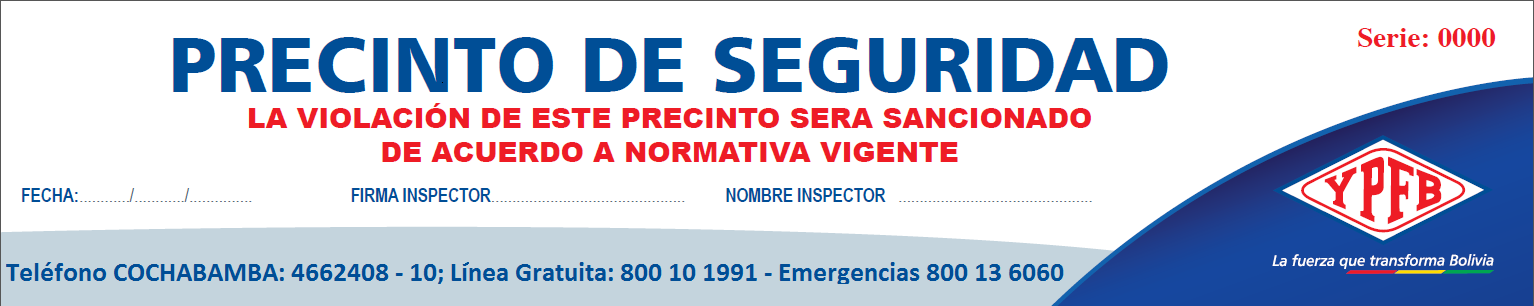 Serie: 0000
PRECINTO DE SEGURIDAD
LA VIOLACIÓN DE ESTE PRECINTO SERA SANCIONADO
DE ACUERDO A NORMATIVA VIGENTE
FECHA:............/............/............... FIRMA INSPECTOR.......................................... NOMBRE INSPECTOR ..............................................
YPFB
La fuerza que transforma Bolivia
Teléfono COCHABAMBA: 4662408 - 10; Línea Gratuita: 800 10 1991 - Emergencias 800 13 6060